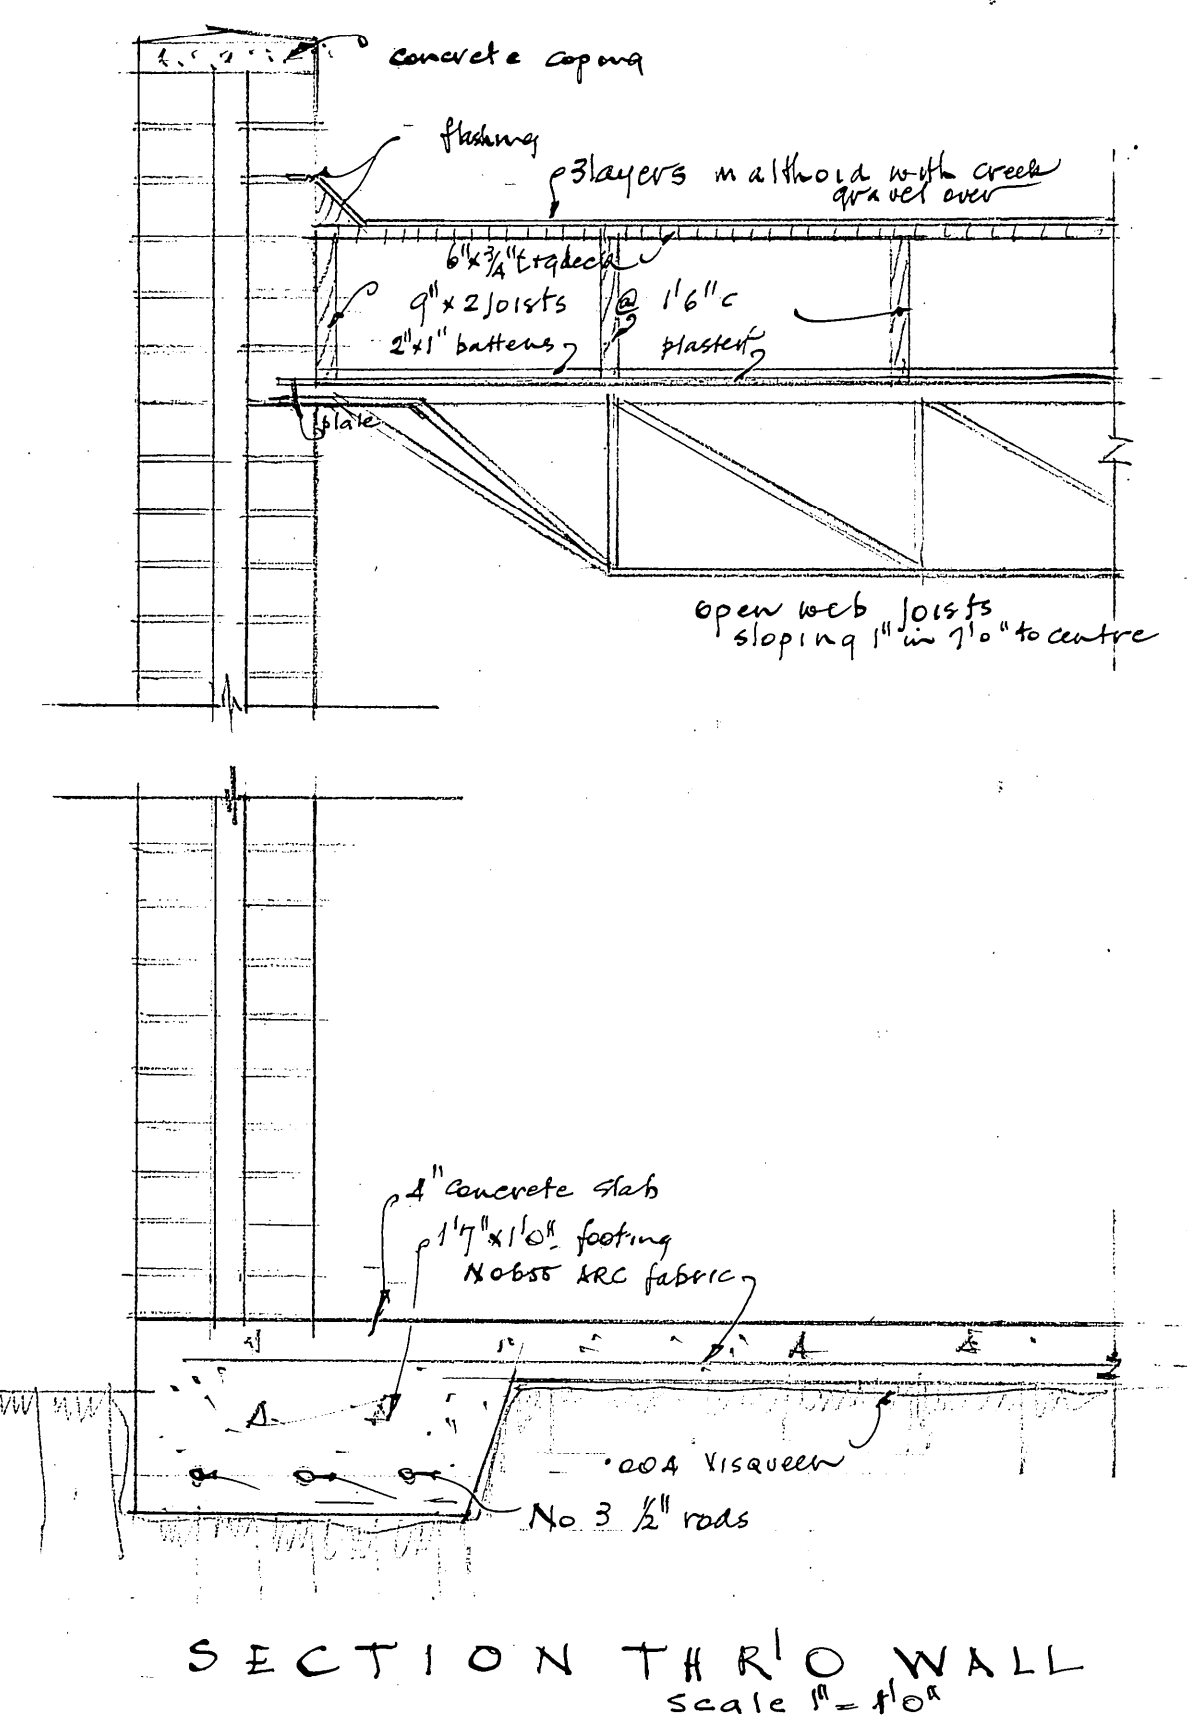 concrete coping
flashing
3 layers malthoid with creek
gravel over
6"x3/4" t&g deck
9"x2 joists @ 1'6"c
2"x1" battens plaster
plate
open web joists
sloping 1" in 7'0" to centre
4" concrete slab
1'7"x1'0" footing
No655 ARC fabric
.004 Visqueen
No 3 1/2" rods
SECTION THR'O WALL
scale 1" = 1'0"